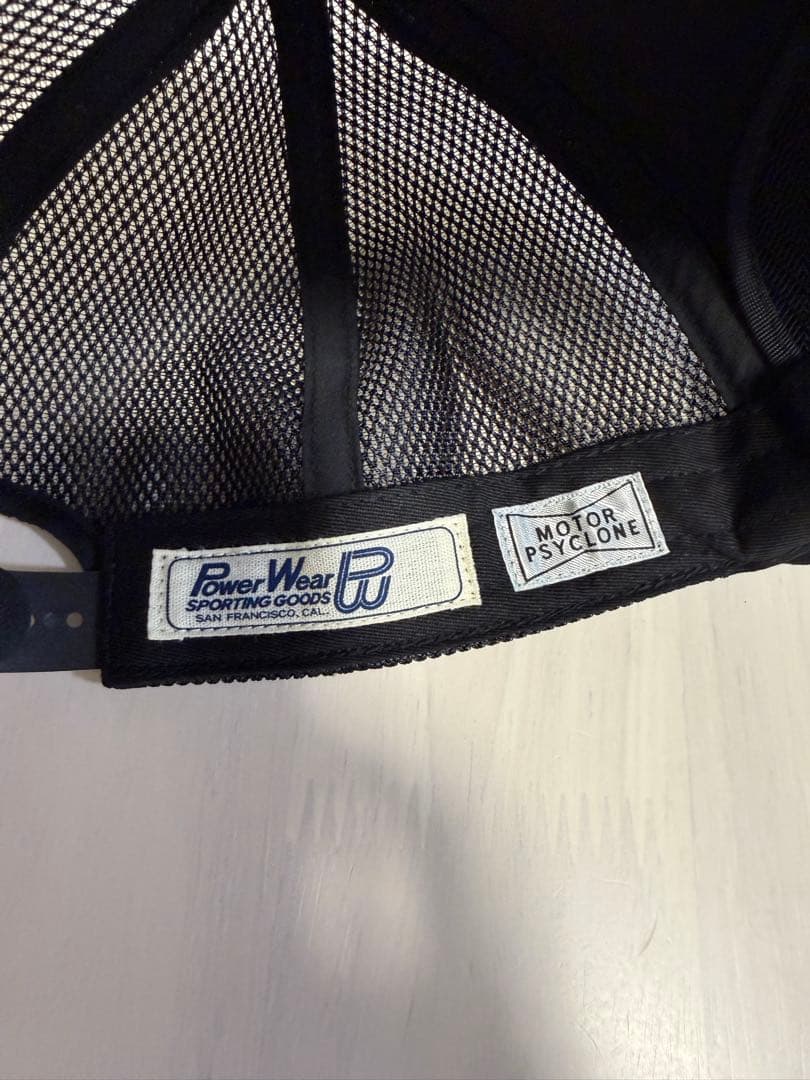 Power Wear
SPORTING GOODS
SAN FRANCISCO, CAL.
PW
MOTOR
PSYCLONE